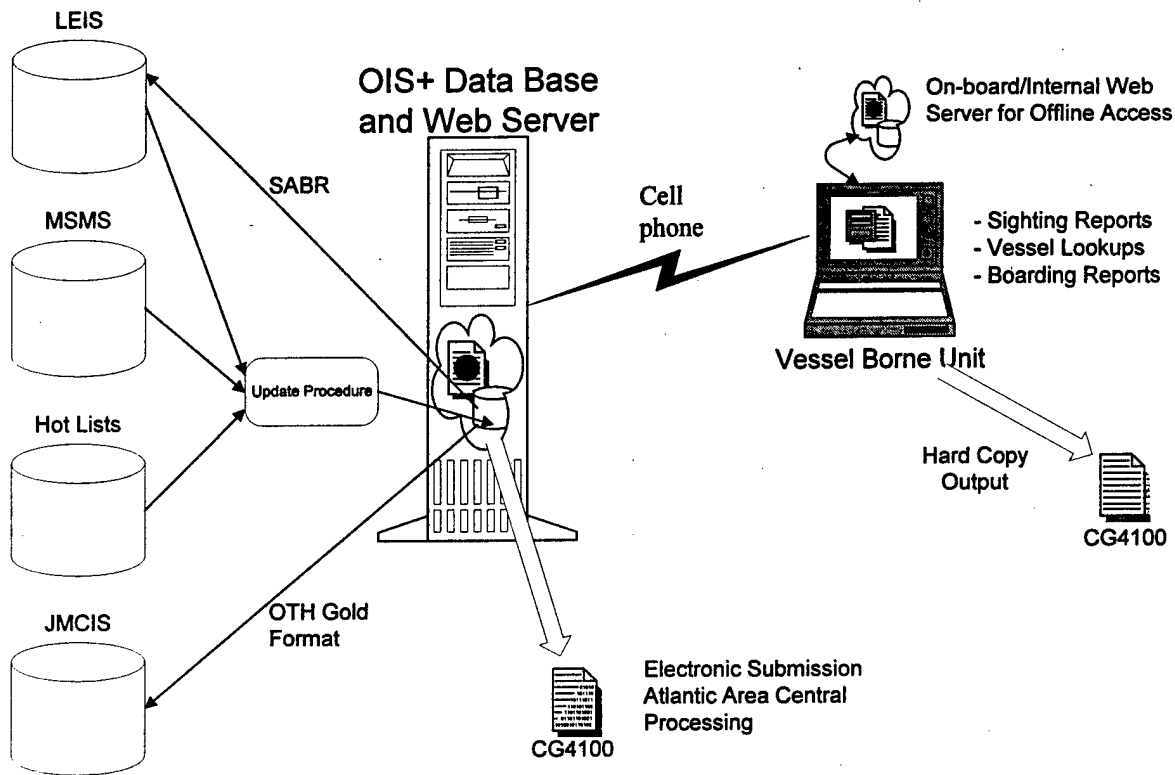 LEIS
OIS+ Data Base
and Web Server
On-board/Internal Web
Server for Offline Access
SABR
MSMS
Cell
phone
- Sighting Reports
- Vessel Lookups
- Boarding Reports
Vessel Borne Unit
Update Procedure
Hot Lists
Hard Copy
Output
CG4100
JMCIS
OTH Gold
Format
Electronic Submission
Atlantic Area Central
Processing
CG4100